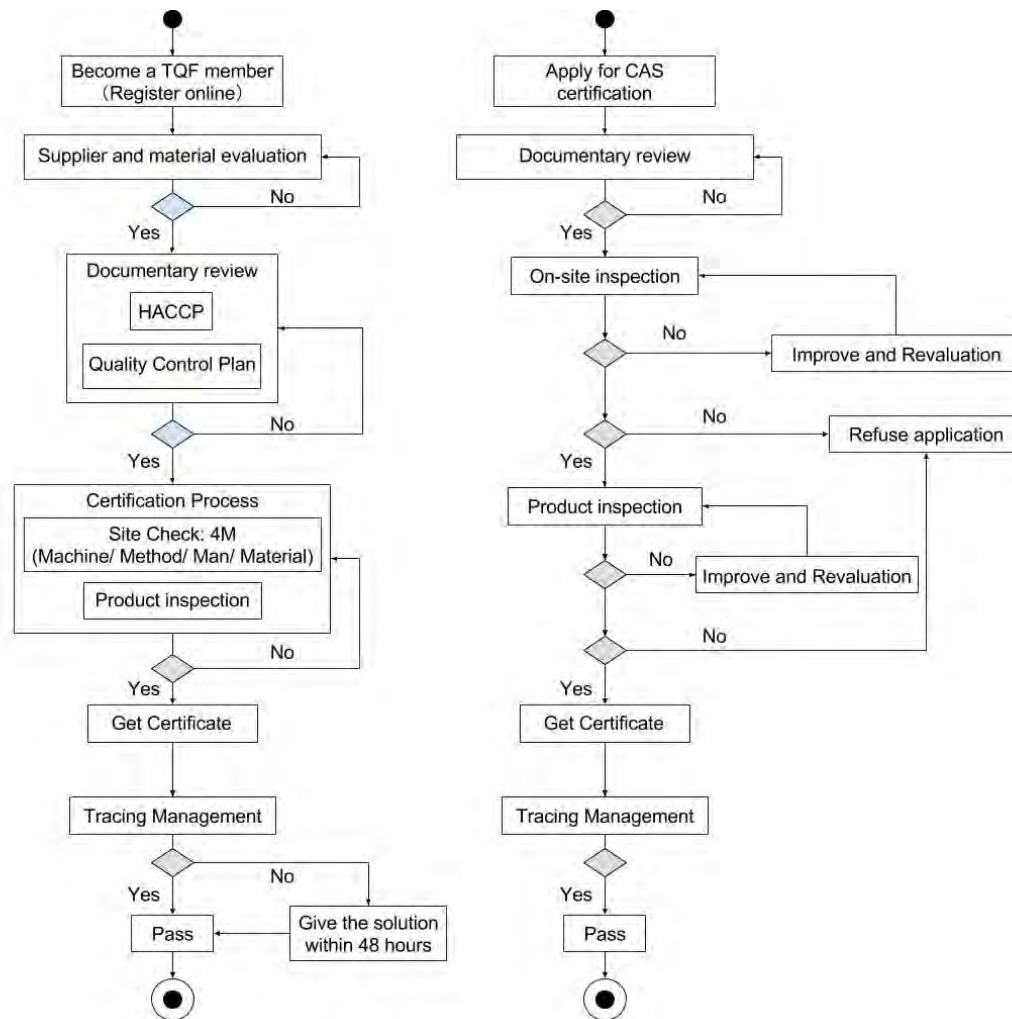 Become a TQF member
（Register online）
Supplier and material evaluation
No
Yes
Documentary review
HACCP
Quality Control Plan
No
Yes
Certification Process
Site Check: 4M
(Machine/ Method/ Man/ Material)
Product inspection
No
Yes
Get Certificate
Tracing Management
No
Yes
Pass
Give the solution
within 48 hours
Apply for CAS
certification
Documentary review
No
Yes
On-site inspection
No
Improve and Revaluation
No
Refuse application
Yes
Product inspection
No
Improve and Revaluation
No
Yes
Get Certificate
Tracing Management
Yes
Pass